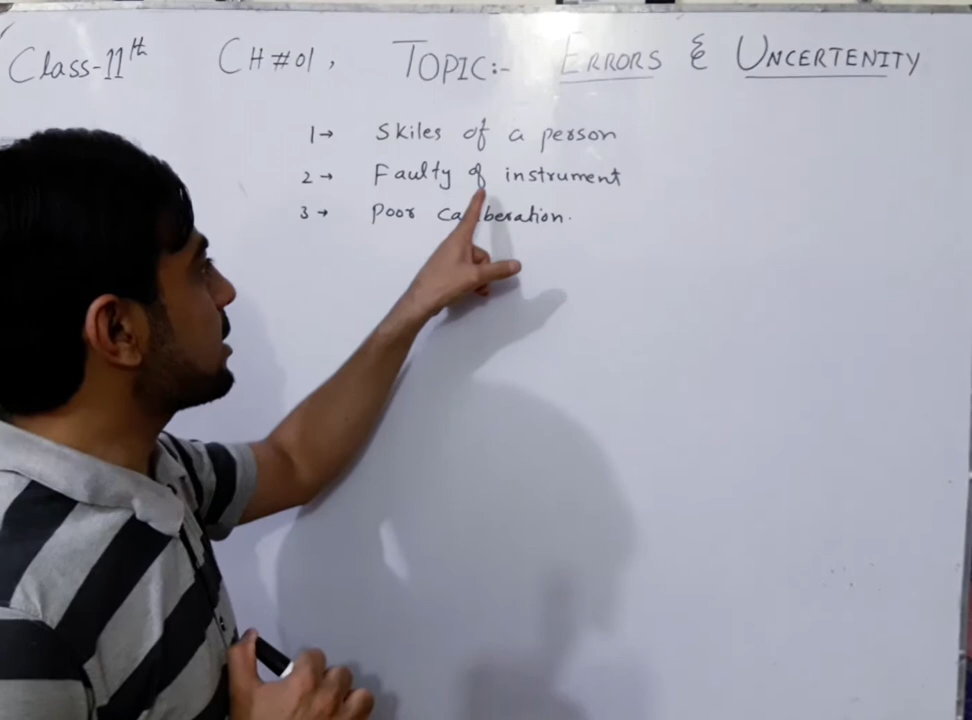 Class-11th CH#01, TOPIC:- ERRORS & UNCERTENITY
1→ Skiles of a person
2→ Faulty of instrument
3→ Poor